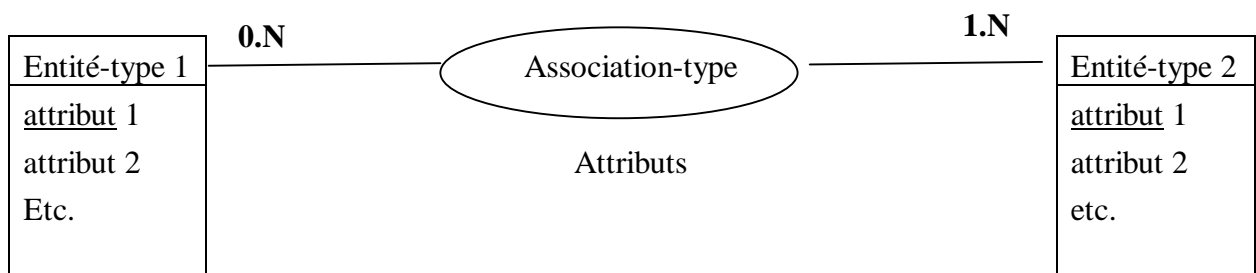 0.N
1.N
Entité-type 1
Association-type
Entité-type 2
attribut 1
attribut 2
Etc.
Attributs
attribut 1
attribut 2
etc.